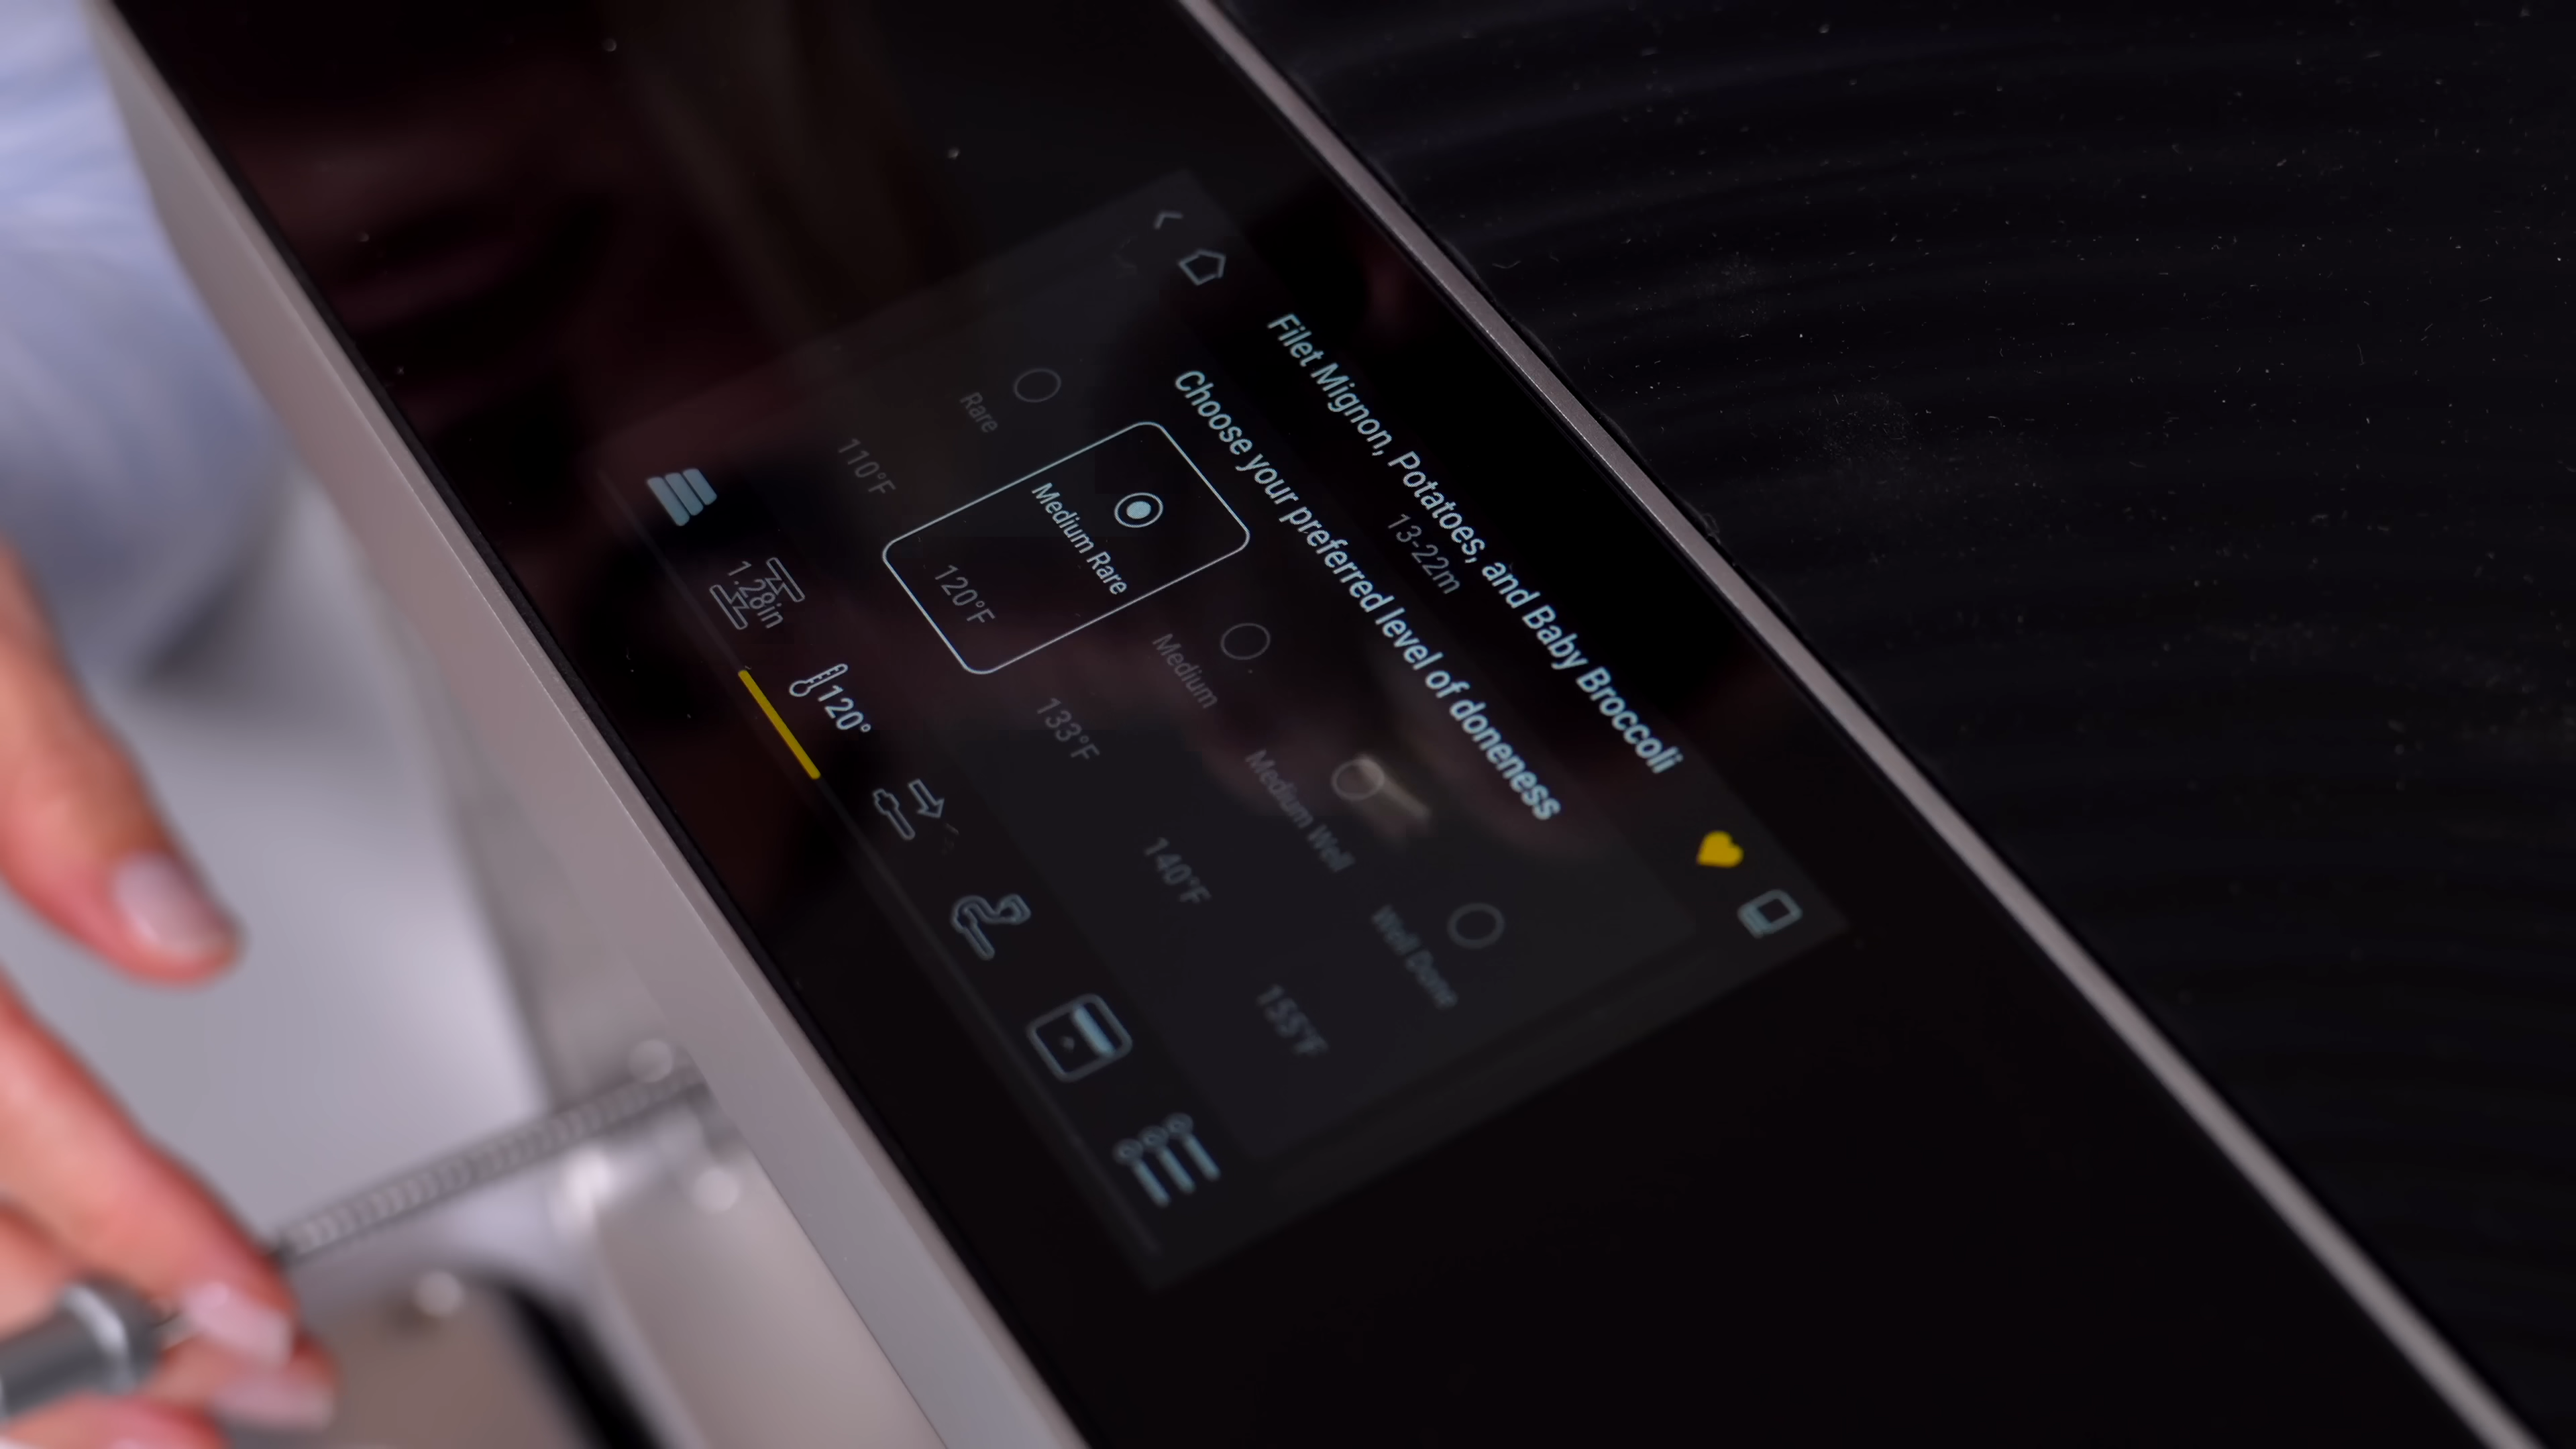 Filet Mignon, Potatoes, and Baby Broccoli
13-22m
Choose your preferred level of doneness
Rare
110°F
Medium Rare
120°F
Medium
133°F
Medium Well
140°F
Well Done
155°F
1.28in
120°